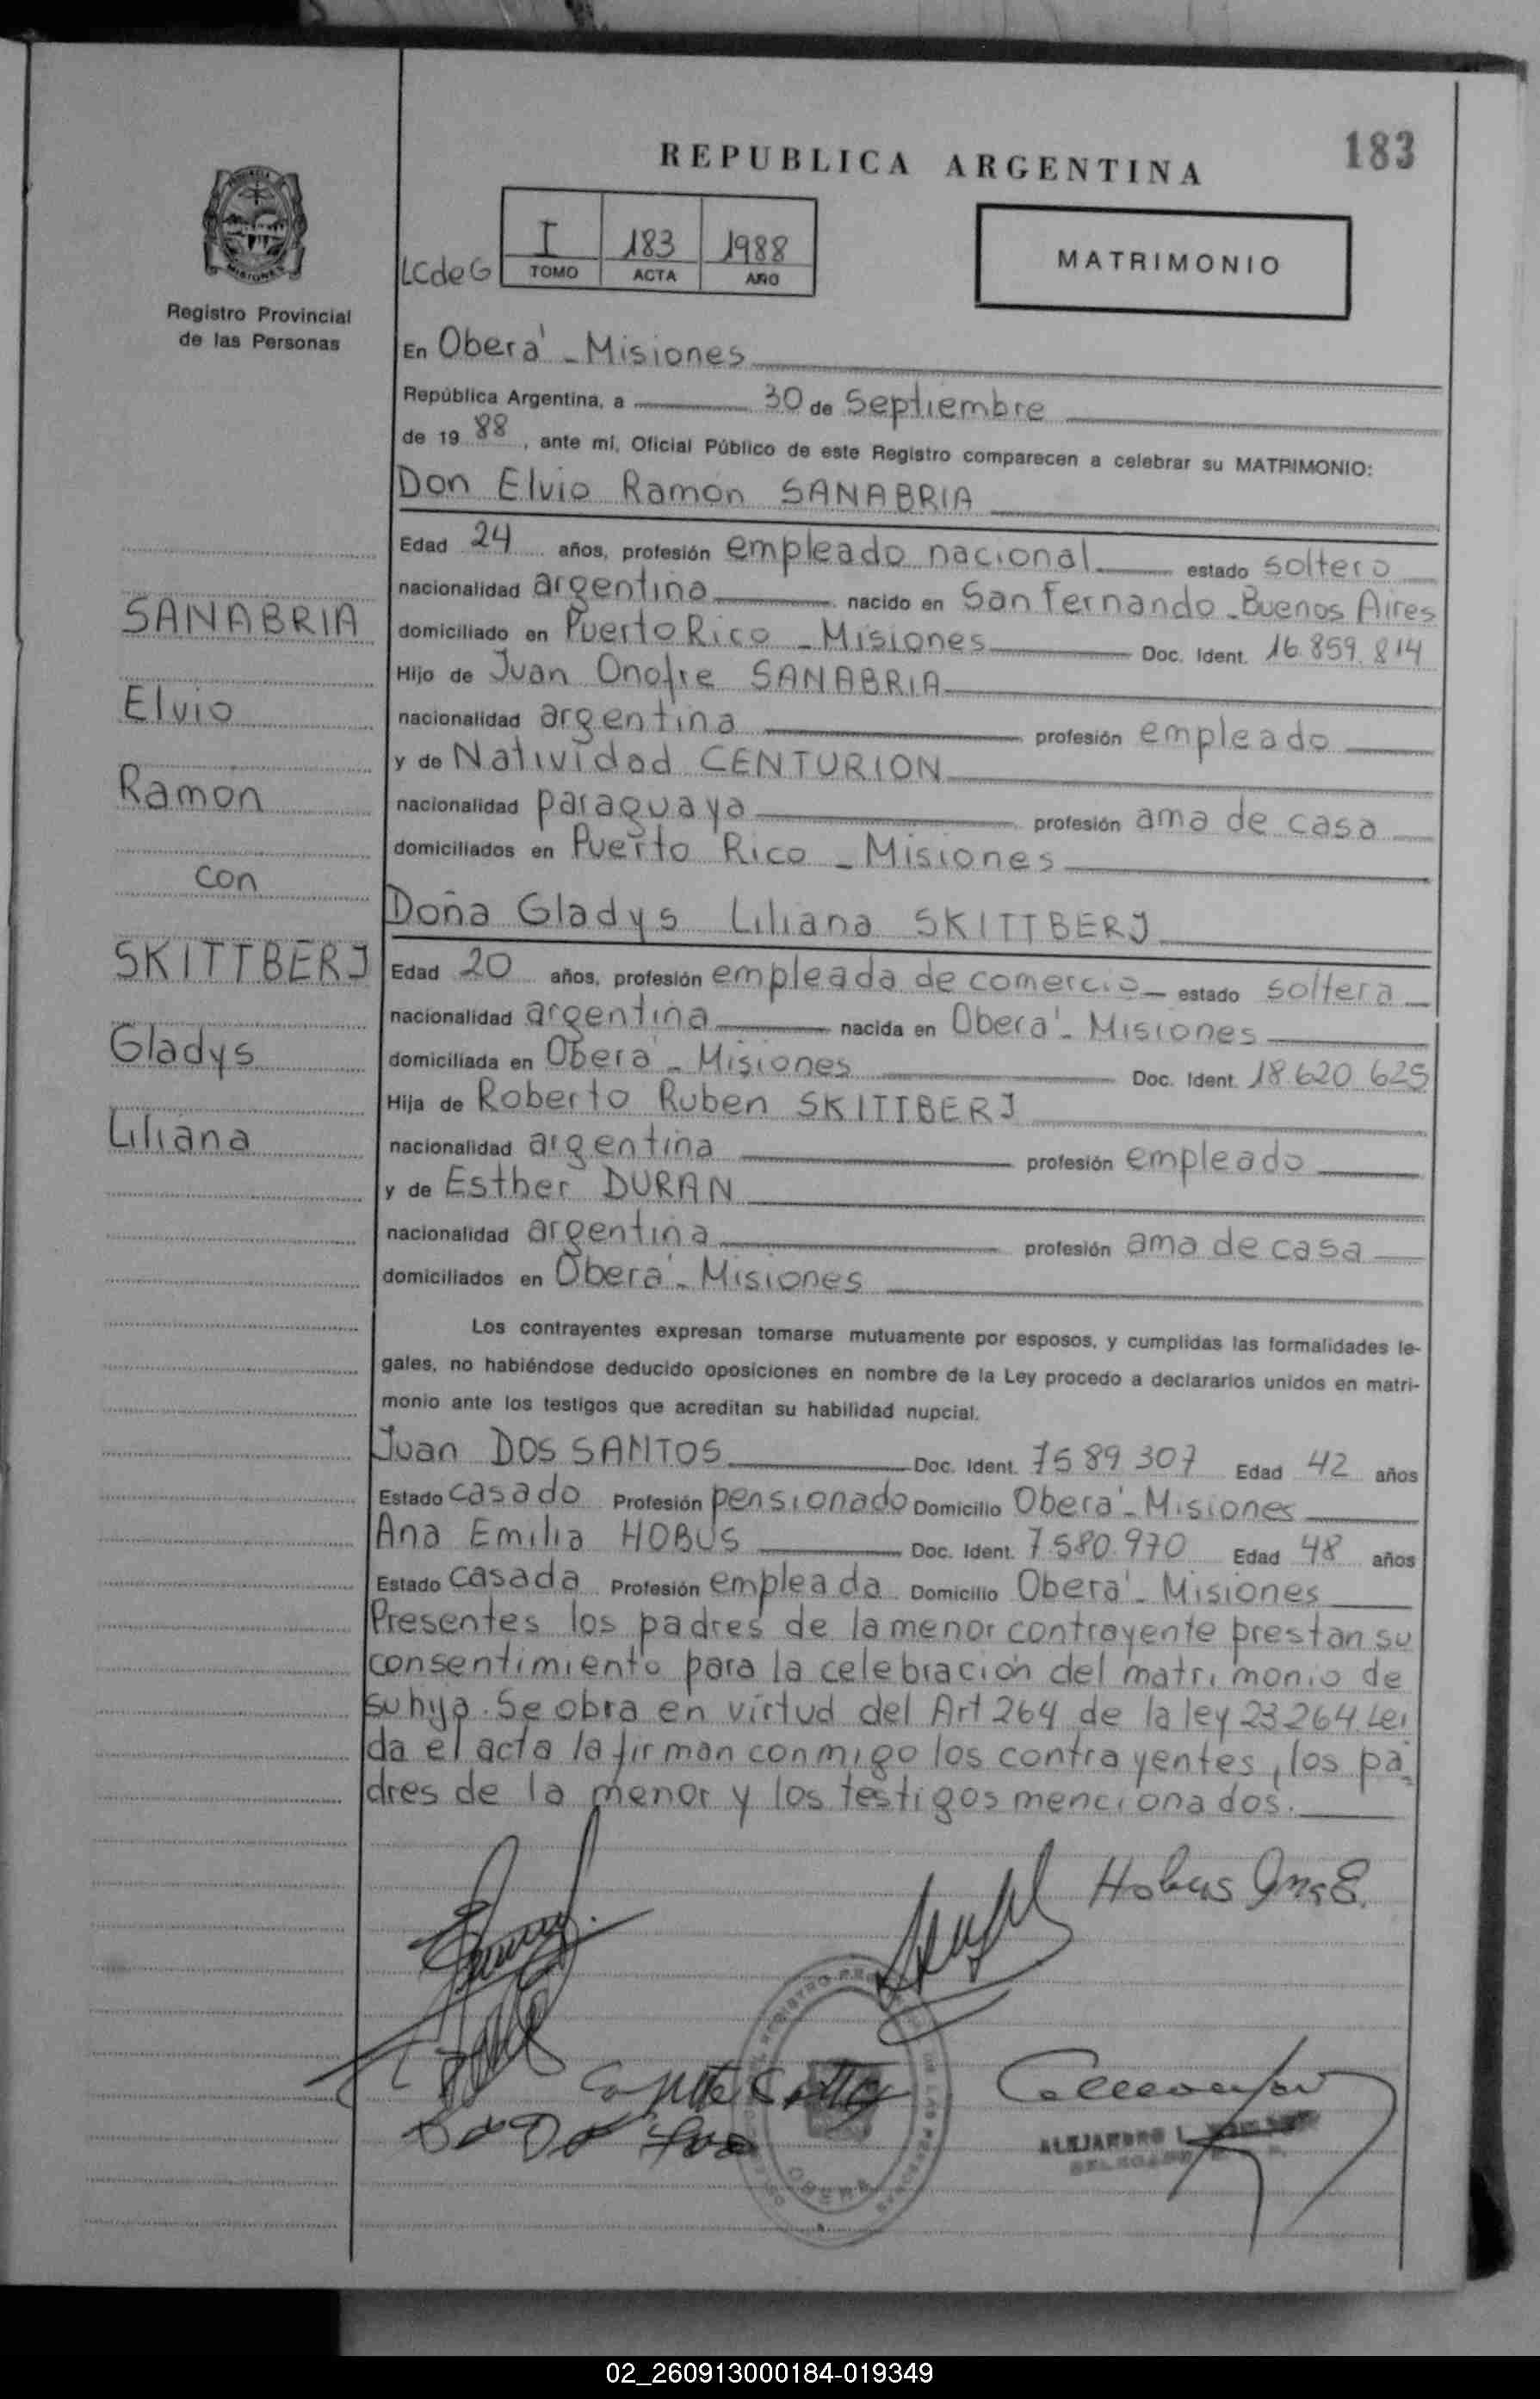 183
REPUBLICA ARGENTINA
MISIONES
Registro Provincial
de las Personas
LC de G
I 183 1988
TOMO ACTA AÑO
MATRIMONIO
En Oberá - Misiones
República Argentina, a 30 de Septiembre
de 19 88, ante mí, Oficial Público de este Registro comparecen a celebrar su MATRIMONIO:
Don Elvio Ramón SANABRIA
Edad 24 años, profesión empleado nacional estado soltero
nacionalidad argentina nacido en San Fernando - Buenos Aires
domiciliado en Puerto Rico - Misiones Doc. Ident. 16.859.814
Hijo de Juan Onofre SANABRIA
nacionalidad argentina profesión empleado
y de Natividad CENTURION
nacionalidad paraguaya profesión ama de casa
domiciliados en Puerto Rico - Misiones
Doña Gladys Liliana SKITTBERJ
Edad 20 años, profesión empleada de comercio - estado soltera
nacionalidad argentina nacida en Oberá - Misiones
domiciliada en Oberá - Misiones Doc. Ident. 18.620.625
Hija de Roberto Ruben SKITTBERJ
nacionalidad argentina profesión empleado
y de Esther DURAN
nacionalidad argentina profesión ama de casa
domiciliados en Oberá - Misiones
SANABRIA
Elvio
Ramón
con
SKITTBERJ
Gladys
Liliana
Los contrayentes expresan tomarse mutuamente por esposos, y cumplidas las formalidades le-
gales, no habiéndose deducido oposiciones en nombre de la Ley procedo a declararlos unidos en matri-
monio ante los testigos que acreditan su habilidad nupcial.
Juan DOS SANTOS Doc. Ident. 7589307 Edad 42 años
Estado casado Profesión pensionado Domicilio Oberá - Misiones
Ana Emilia HOBUS Doc. Ident. 7.580.970 Edad 48 años
Estado casada Profesión empleada Domicilio Oberá - Misiones
Presentes los padres de la menor contrayente prestan su
consentimiento para la celebración del matrimonio de
su hija. Se obra en virtud del Art 264 de la ley 23264. Lei
da el acta la firman conmigo los contrayentes, los pa-
dres de la menor y los testigos mencionados.
Hobus Ana E.
OBERA
ALEJANDRO I.
02_260913000184-019349